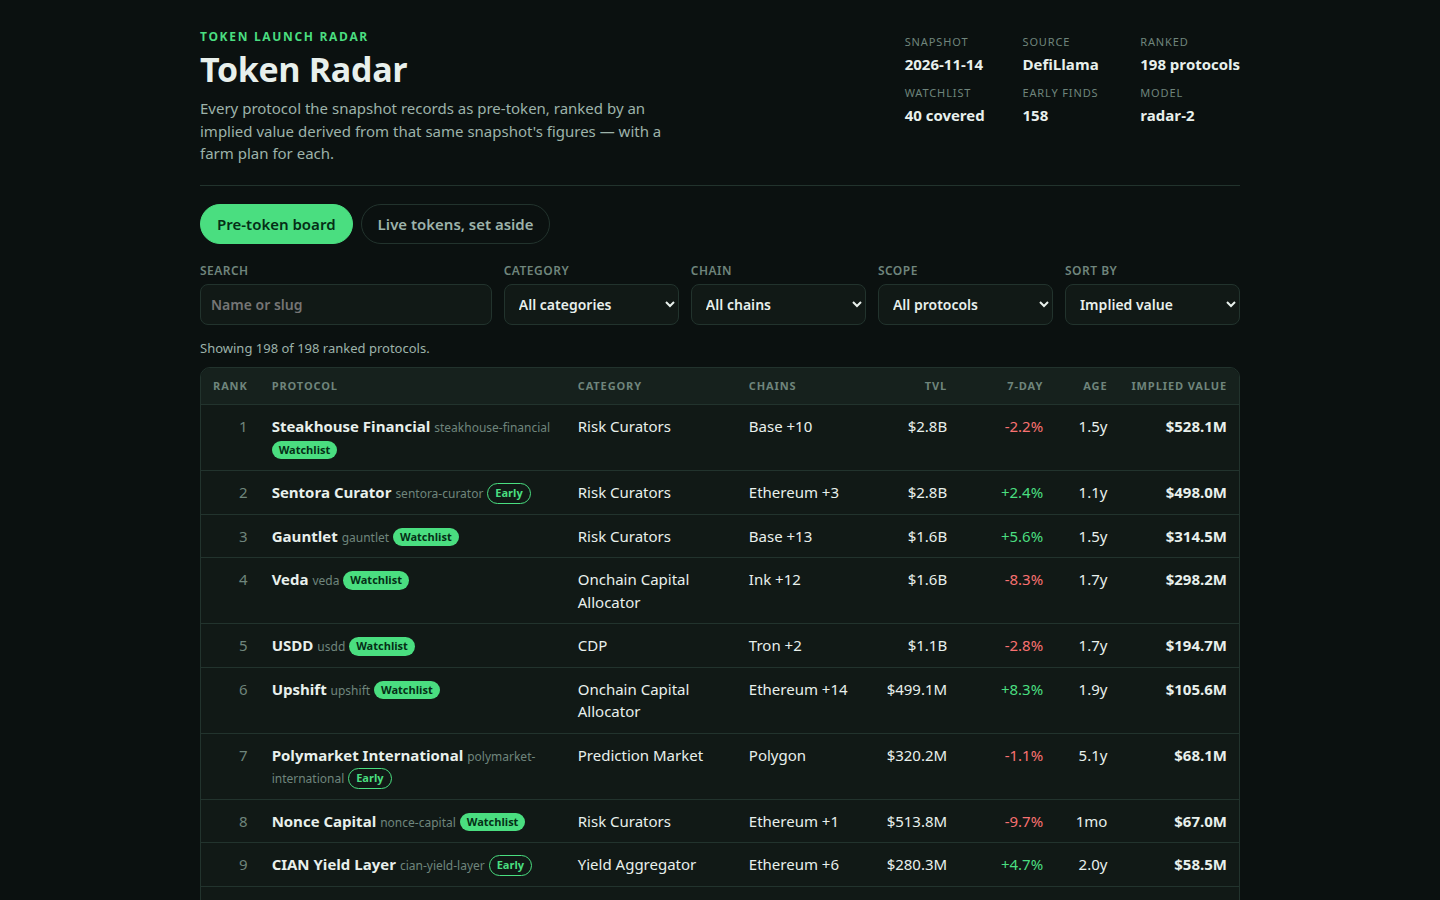 TOKEN LAUNCH RADAR
Token Radar
Every protocol the snapshot records as pre-token, ranked by an
implied value derived from that same snapshot's figures — with a
farm plan for each.
SNAPSHOT SOURCE RANKED
2026-11-14 DefiLlama 198 protocols
WATCHLIST EARLY FINDS MODEL
40 covered 158 radar-2
Pre-token board Live tokens, set aside
SEARCH CATEGORY CHAIN SCOPE SORT BY
Name or slug All categories All chains All protocols Implied value
Showing 198 of 198 ranked protocols.
RANK PROTOCOL CATEGORY CHAINS TVL 7-DAY AGE IMPLIED VALUE
1 Steakhouse Financial steakhouse-financial Risk Curators Base +10 $2.8B -2.2% 1.5y $528.1M
Watchlist
2 Sentora Curator sentora-curator Early Risk Curators Ethereum +3 $2.8B +2.4% 1.1y $498.0M
3 Gauntlet gauntlet Watchlist Risk Curators Base +13 $1.6B +5.6% 1.5y $314.5M
4 Veda veda Watchlist Onchain Capital Ink +12 $1.6B -8.3% 1.7y $298.2M
Allocator
5 USDD usdd Watchlist CDP Tron +2 $1.1B -2.8% 1.7y $194.7M
6 Upshift upshift Watchlist Onchain Capital Ethereum +14 $499.1M +8.3% 1.9y $105.6M
Allocator
7 Polymarket International polymarket- Prediction Market Polygon $320.2M -1.1% 5.1y $68.1M
international Early
8 Nonce Capital nonce-capital Watchlist Risk Curators Ethereum +1 $513.8M -9.7% 1mo $67.0M
9 CIAN Yield Layer cian-yield-layer Early Yield Aggregator Ethereum +6 $280.3M +4.7% 2.0y $58.5M